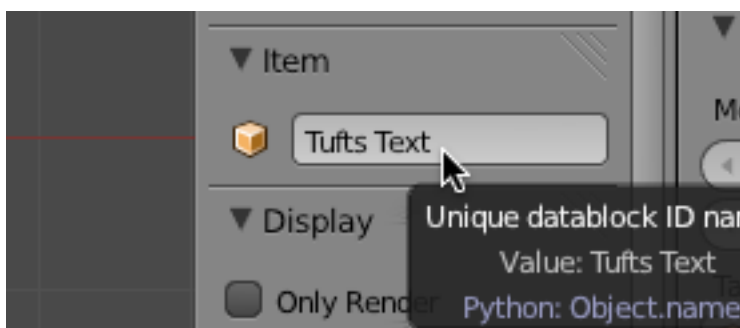 Item
Tufts Text
Display
Unique datablock ID
Value: Tufts Text
Only Render
Python: Object.name